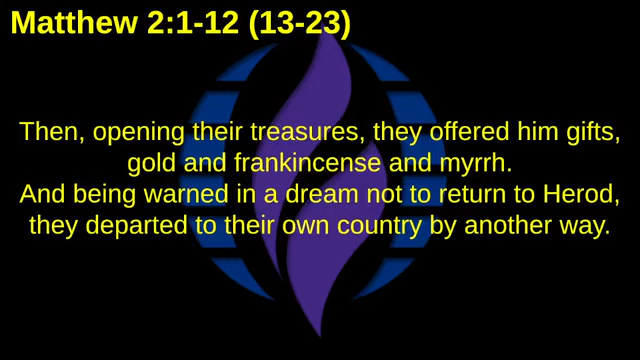 Matthew 2:1-12 (13-23)
Then, opening their treasures, they offered him gifts,
gold and frankincense and myrrh.
And being warned in a dream not to return to Herod,
they departed to their own country by another way.